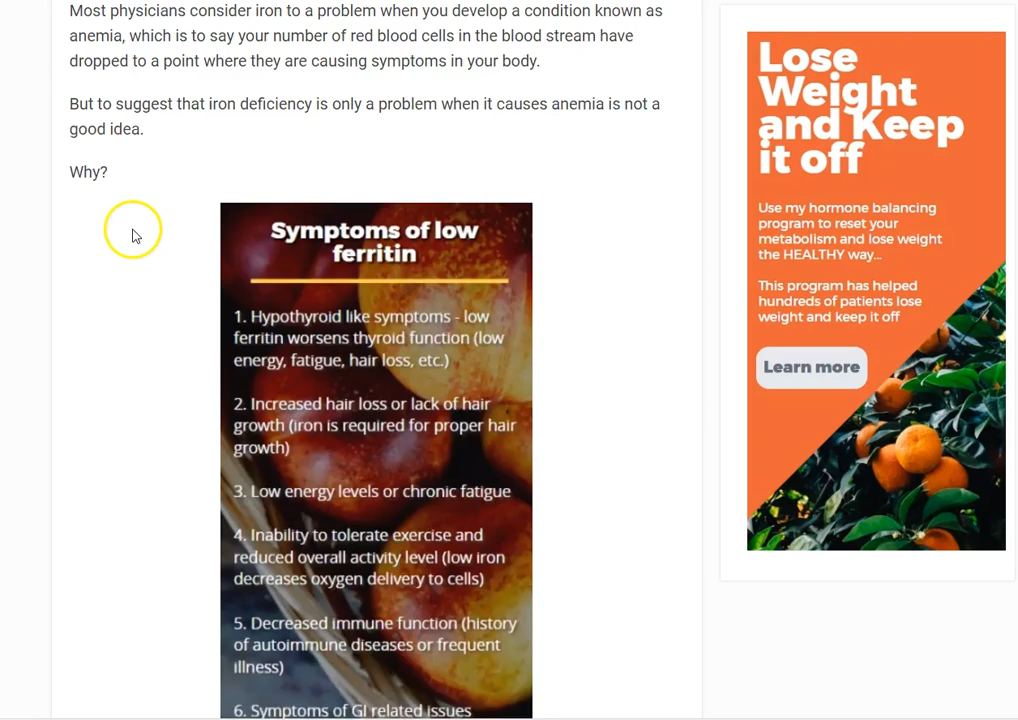 Most physicians consider iron to a problem when you develop a condition known as
anemia, which is to say your number of red blood cells in the blood stream have
dropped to a point where they are causing symptoms in your body.
But to suggest that iron deficiency is only a problem when it causes anemia is not a
good idea.
Why?
Symptoms of low
ferritin
1. Hypothyroid like symptoms - low
ferritin worsens thyroid function (low
energy, fatigue, hair loss, etc.)
2. Increased hair loss or lack of hair
growth (iron is required for proper hair
growth)
3. Low energy levels or chronic fatigue
4. Inability to tolerate exercise and
reduced overall activity level (low iron
decreases oxygen delivery to cells)
5. Decreased immune function (history
of autoimmune diseases or frequent
illness)
6. Symptoms of GI related issues
Lose
Weight
and Keep
it off
Use my hormone balancing
program to reset your
metabolism and lose weight
the HEALTHY way...
This program has helped
hundreds of patients lose
weight and keep it off
Learn more